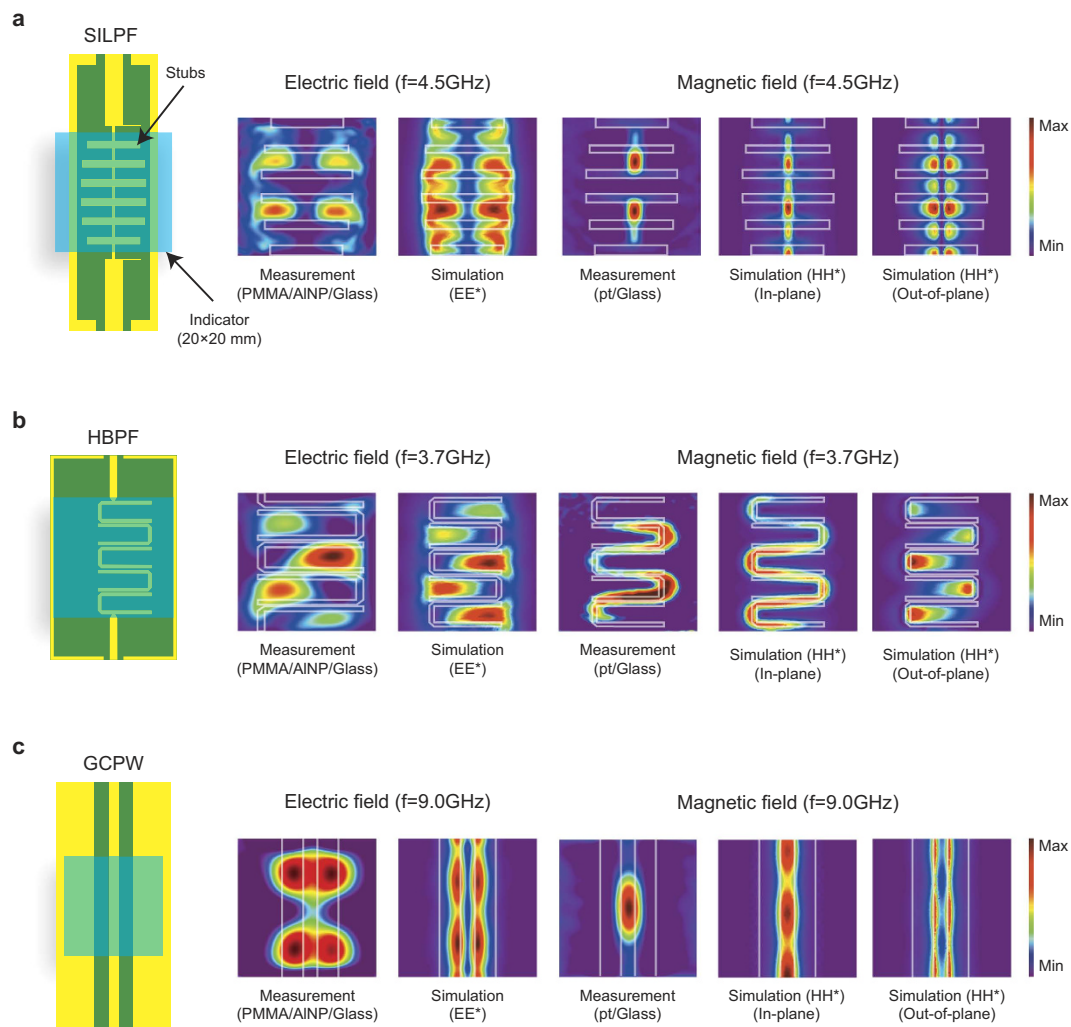 a
SILPF
Stubs
Electric field (f=4.5GHz)
Magnetic field (f=4.5GHz)
Max
Min
Measurement
(PMMA/AlNP/Glass)
Simulation
(EE*)
Measurement
(pt/Glass)
Simulation (HH*)
(In-plane)
Simulation (HH*)
(Out-of-plane)
Indicator
(20×20 mm)
b
HBPF
Electric field (f=3.7GHz)
Magnetic field (f=3.7GHz)
Max
Min
Measurement
(PMMA/AlNP/Glass)
Simulation
(EE*)
Measurement
(pt/Glass)
Simulation (HH*)
(In-plane)
Simulation (HH*)
(Out-of-plane)
c
GCPW
Electric field (f=9.0GHz)
Magnetic field (f=9.0GHz)
Max
Min
Measurement
(PMMA/AlNP/Glass)
Simulation
(EE*)
Measurement
(pt/Glass)
Simulation (HH*)
(In-plane)
Simulation (HH*)
(Out-of-plane)